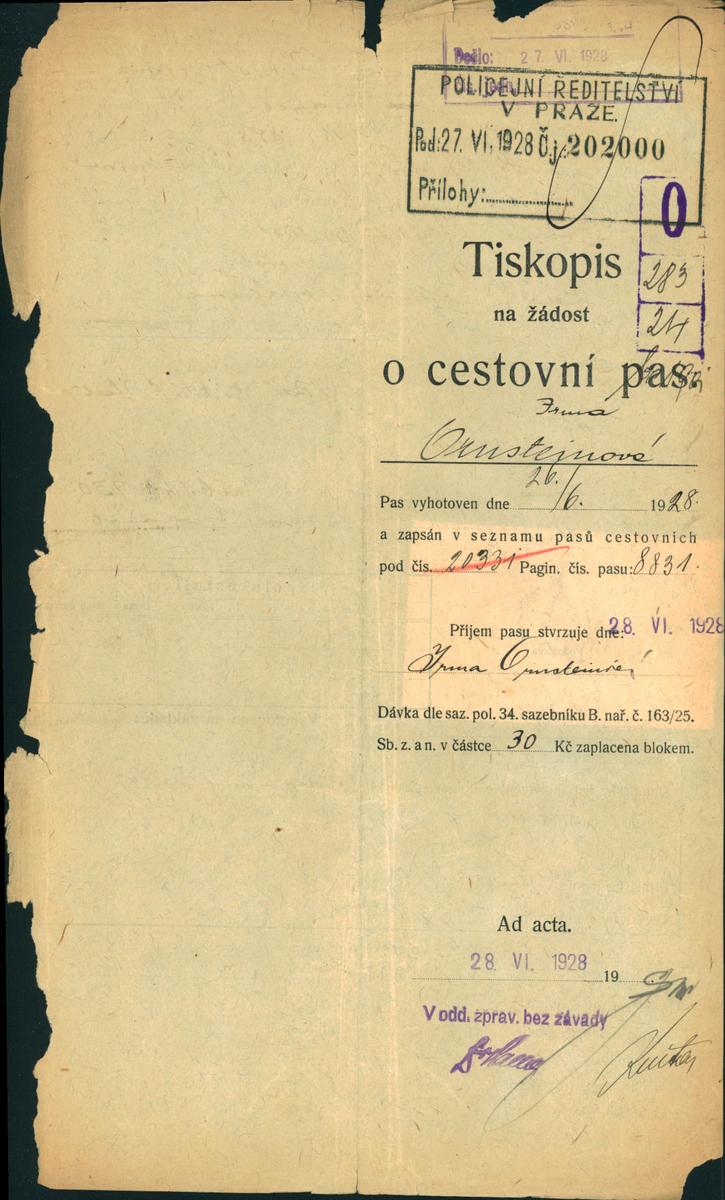 Došlo: 27. VI. 1928
POLICEJNÍ ŘEDITELSTVÍ
V PRAZE.
Pod: 27. VI. 1928 Čj. 202000
Přílohy:
0
283
24
Tiskopis
na žádost
o cestovní pas.
Irma
Ornsteinová
Pas vyhotoven dne 26./6. 1928.
a zapsán v seznamu pasů cestovních
pod čís. 20331 Pagin. čís. pasu: 8831.
Příjem pasu stvrzuje dne: 28. VI. 1928
Irma Ornsteinová
Dávka dle saz. pol. 34. sazebníku B. nař. č. 163/25.
Sb. z. a n. v částce 30 Kč zaplacena blokem.
Ad acta.
28. VI. 1928 19
V odd. zprav. bez závady